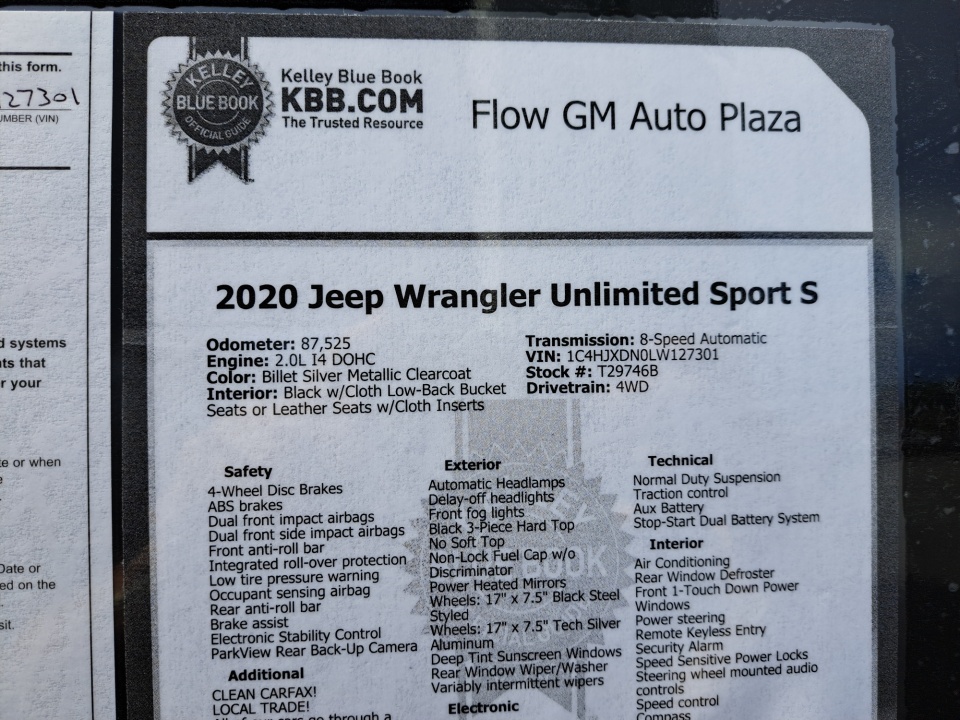 this form.
27301
UMBER (VIN)
d systems
nts that
r your
te or when
Date or
ed on the
sit.
KELLEY
BLUE BOOK
OFFICIAL GUIDE
Kelley Blue Book
KBB.COM
The Trusted Resource
Flow GM Auto Plaza
2020 Jeep Wrangler Unlimited Sport S
Odometer: 87,525
Engine: 2.0L I4 DOHC
Color: Billet Silver Metallic Clearcoat
Interior: Black w/Cloth Low-Back Bucket
Seats or Leather Seats w/Cloth Inserts
Transmission: 8-Speed Automatic
VIN: 1C4HJXDN0LW127301
Stock #: T29746B
Drivetrain: 4WD
Safety
4-Wheel Disc Brakes
ABS brakes
Dual front impact airbags
Dual front side impact airbags
Front anti-roll bar
Integrated roll-over protection
Low tire pressure warning
Occupant sensing airbag
Rear anti-roll bar
Brake assist
Electronic Stability Control
ParkView Rear Back-Up Camera
Additional
CLEAN CARFAX!
LOCAL TRADE!
All of our cars go through a
Exterior
Automatic Headlamps
Delay-off headlights
Front fog lights
Black 3-Piece Hard Top
No Soft Top
Non-Lock Fuel Cap w/o
Discriminator
Power Heated Mirrors
Wheels: 17" x 7.5" Black Steel
Styled
Wheels: 17" x 7.5" Tech Silver
Aluminum
Deep Tint Sunscreen Windows
Rear Window Wiper/Washer
Variably intermittent wipers
Electronic
Technical
Normal Duty Suspension
Traction control
Aux Battery
Stop-Start Dual Battery System
Interior
Air Conditioning
Rear Window Defroster
Front 1-Touch Down Power
Windows
Power steering
Remote Keyless Entry
Security Alarm
Speed Sensitive Power Locks
Steering wheel mounted audio
controls
Speed control
Compass